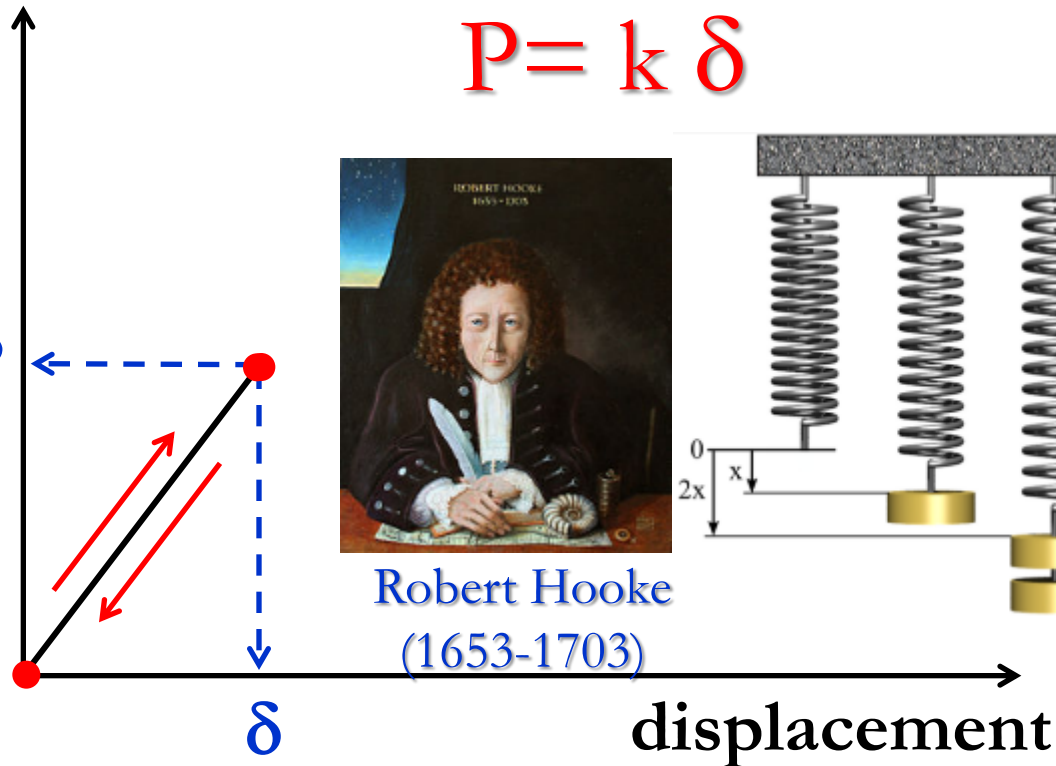 P= k δ
ROBERT HOOKE
0
x
2x
Robert Hooke
(1653-1703)
δ
displacement